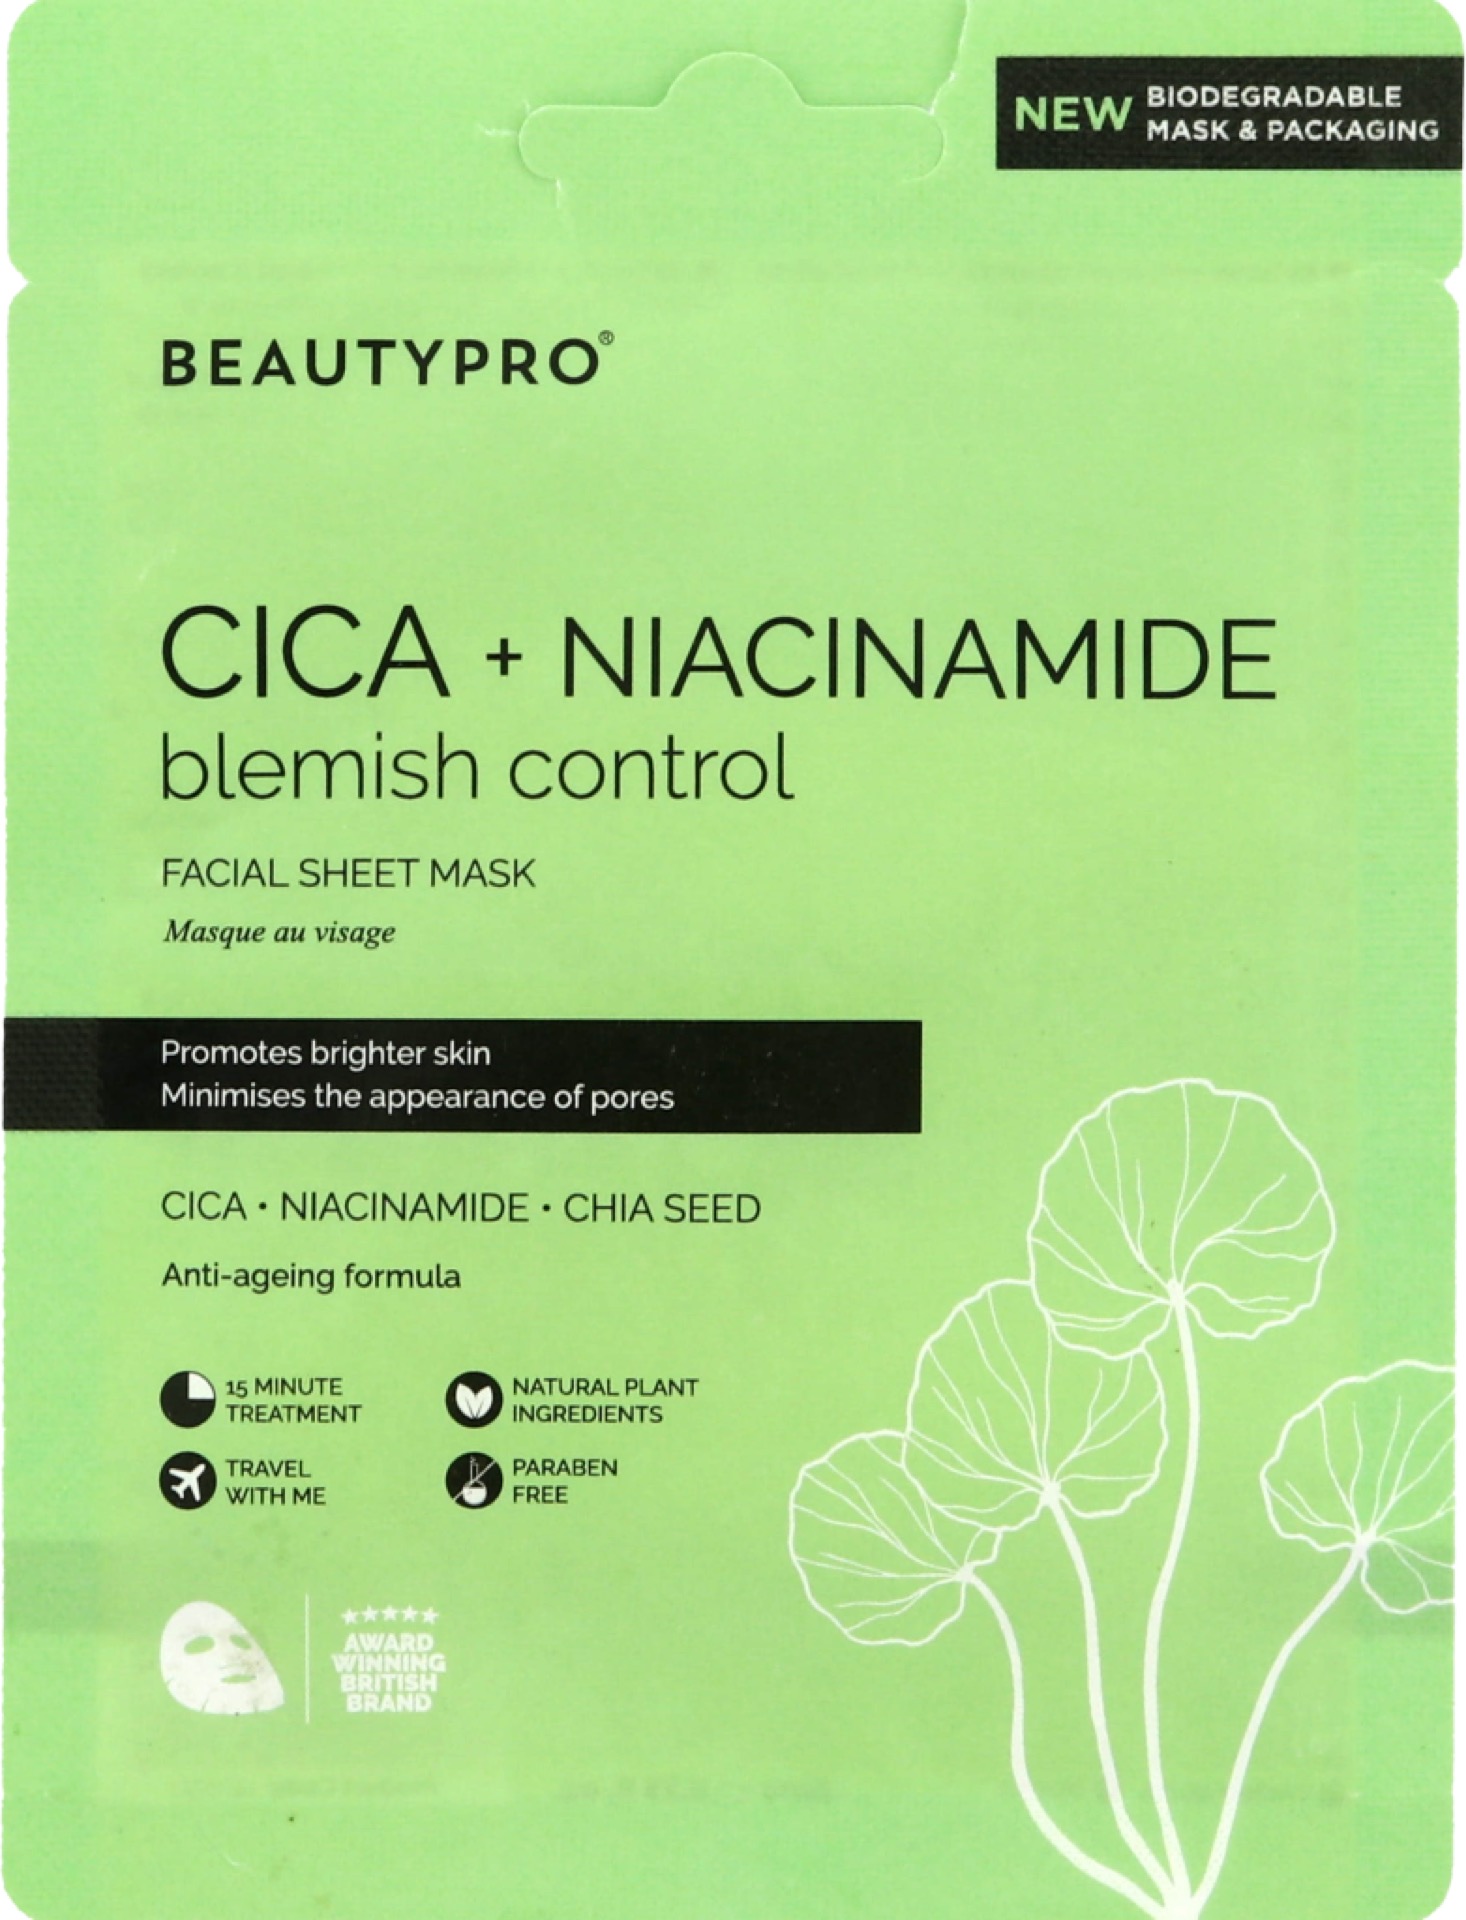 NEW BIODEGRADABLE
MASK & PACKAGING
BEAUTYPRO®
CICA + NIACINAMIDE
blemish control
FACIAL SHEET MASK
Masque au visage
Promotes brighter skin
Minimises the appearance of pores
CICA • NIACINAMIDE • CHIA SEED
Anti-ageing formula
15 MINUTE
TREATMENT
NATURAL PLANT
INGREDIENTS
TRAVEL
WITH ME
PARABEN
FREE
AWARD
WINNING
BRITISH
BRAND